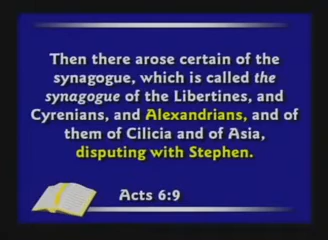 Then there arose certain of the
synagogue, which is called the
synagogue of the Libertines, and
Cyrenians, and Alexandrians, and of
them of Cilicia and of Asia,
disputing with Stephen.
Acts 6:9